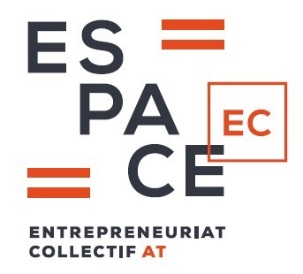 ES
PA EC
CE
ENTREPRENEURIAT
COLLECTIF AT